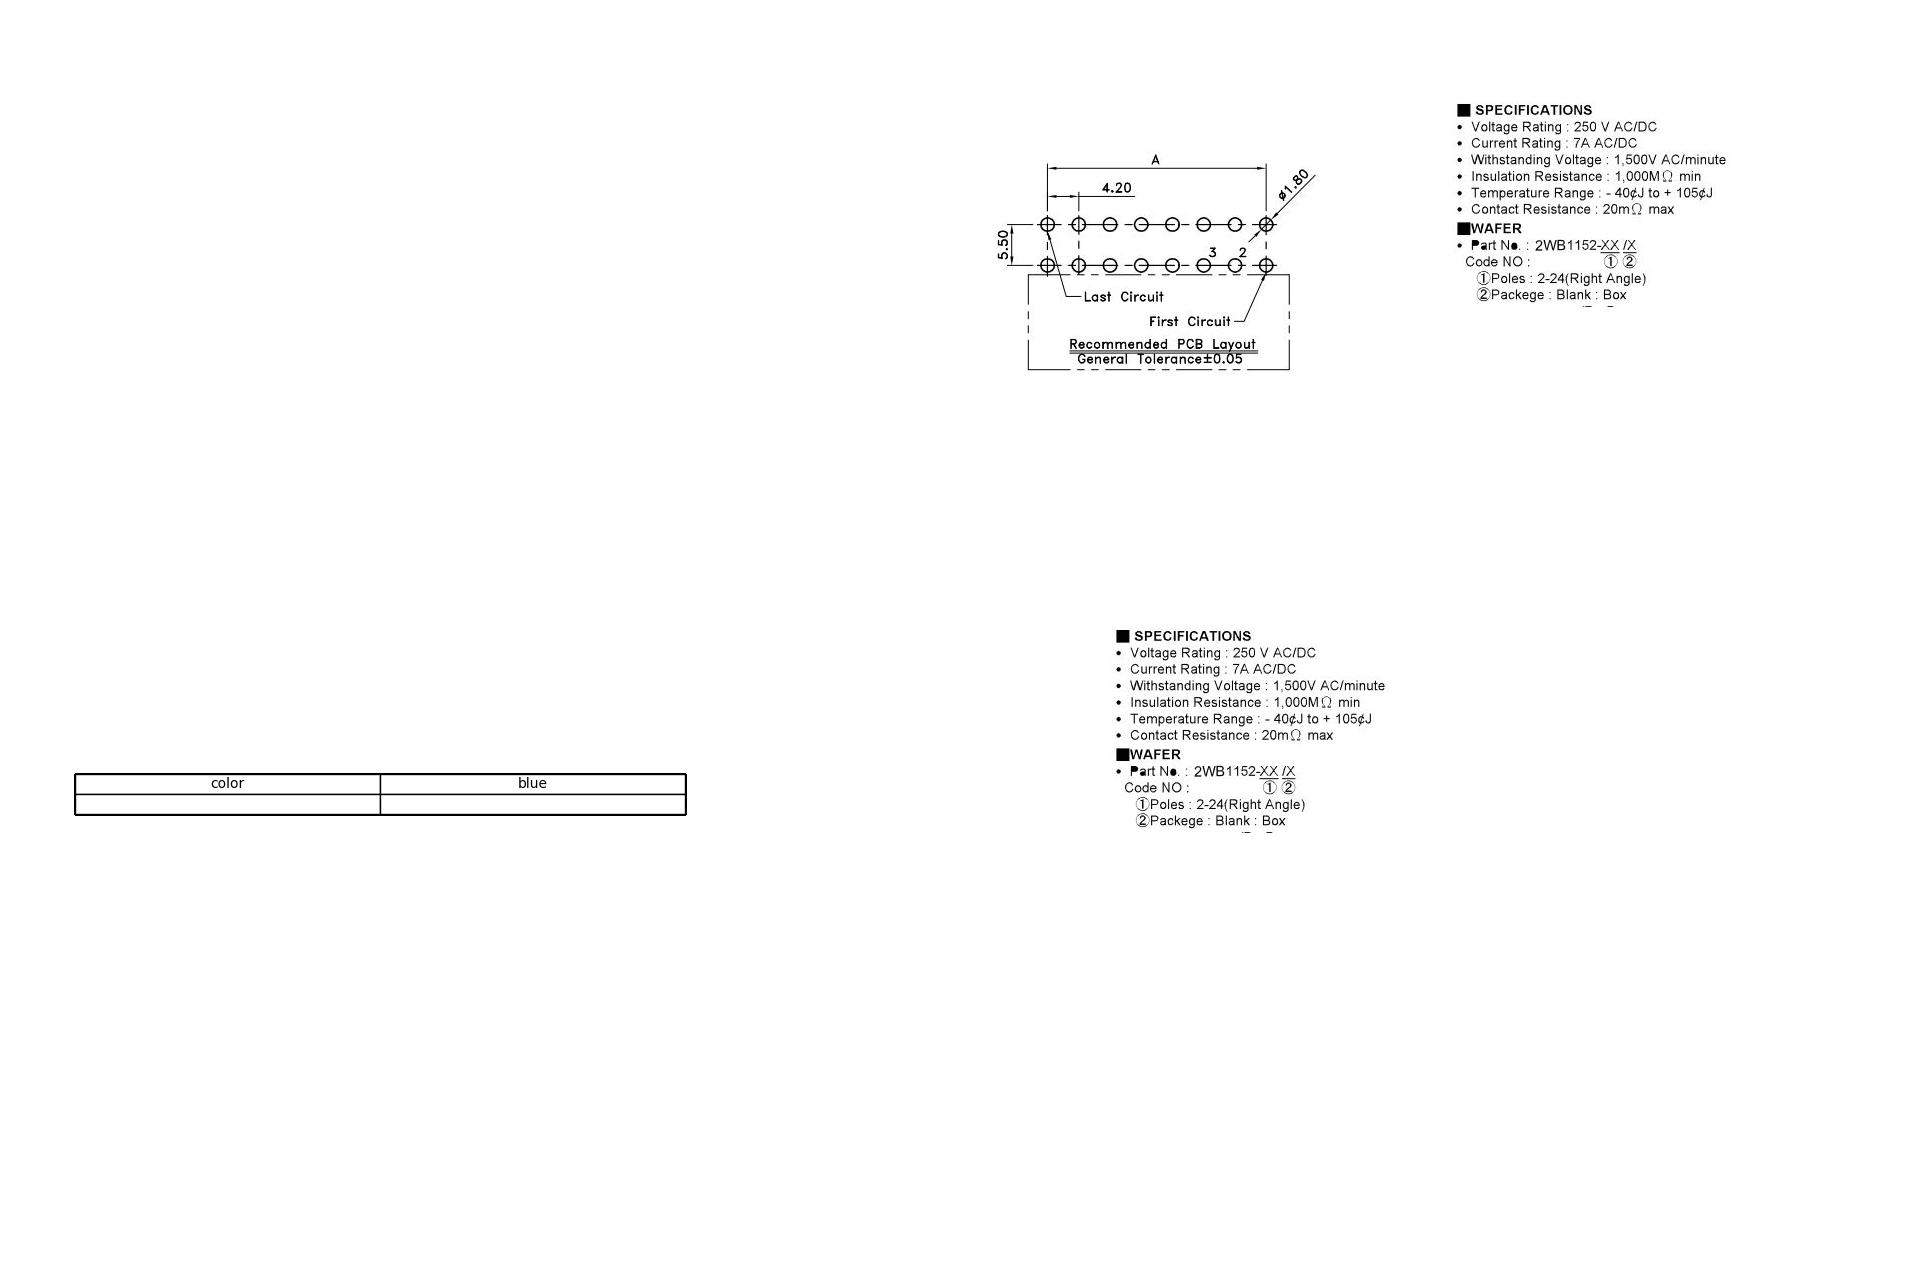 A
4.20
ø1.80
5.50
3 2
Last Circuit
First Circuit
Recommended PCB Layout
General Tolerance±0.05
■ SPECIFICATIONS
• Voltage Rating : 250 V AC/DC
• Current Rating : 7A AC/DC
• Withstanding Voltage : 1,500V AC/minute
• Insulation Resistance : 1,000MΩ min
• Temperature Range : - 40¢J to + 105¢J
• Contact Resistance : 20mΩ max
■WAFER
• Part No. : 2WB1152-XX /X
Code NO : ① ②
①Poles : 2-24(Right Angle)
②Packege : Blank : Box
■ SPECIFICATIONS
• Voltage Rating : 250 V AC/DC
• Current Rating : 7A AC/DC
• Withstanding Voltage : 1,500V AC/minute
• Insulation Resistance : 1,000MΩ min
• Temperature Range : - 40¢J to + 105¢J
• Contact Resistance : 20mΩ max
■WAFER
• Part No. : 2WB1152-XX /X
Code NO : ① ②
①Poles : 2-24(Right Angle)
②Packege : Blank : Box
color blue